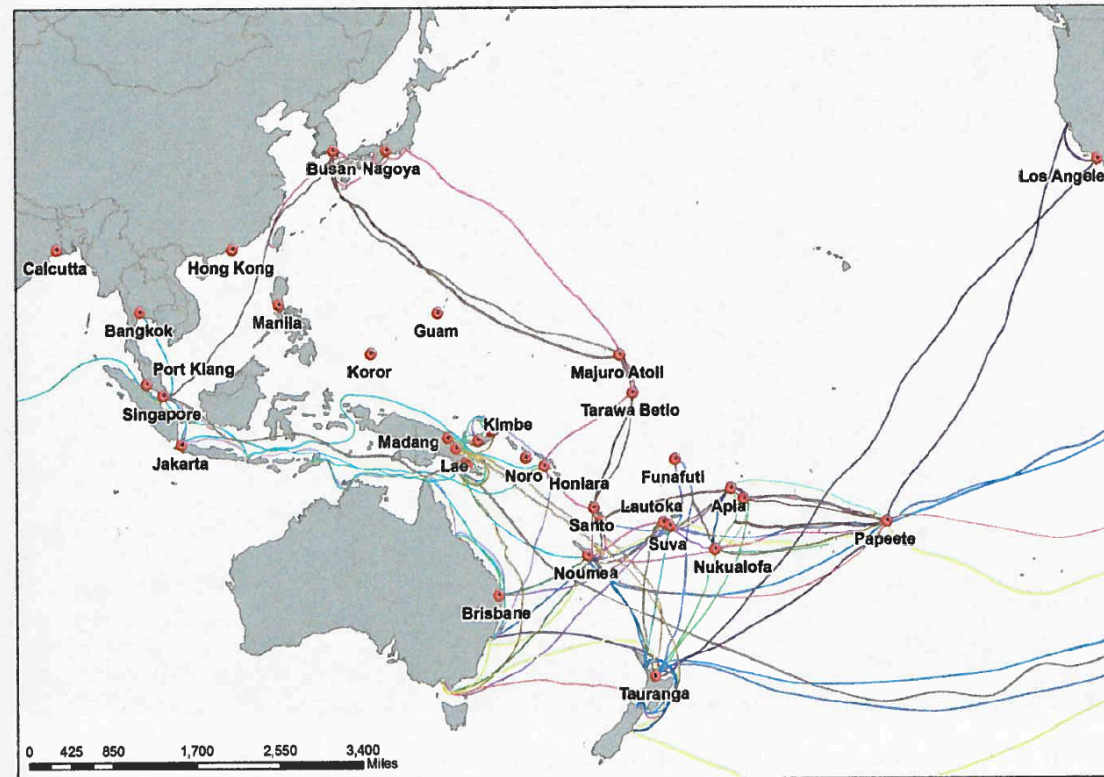 Busan Nagoya
Los Angele
Calcutta
Hong Kong
Bangkok
Manila
Guam
Port Klang
Koror
Majuro Atoll
Singapore
Tarawa Betio
Kimbe
Madang
Jakarta
Lae
Noro
Funafuti
Honiara
Lautoka
Apia
Santo
Suva
Papeete
Noumea
Nukualofa
Brisbane
Tauranga
0 425 850 1,700 2,550 3,400
Miles